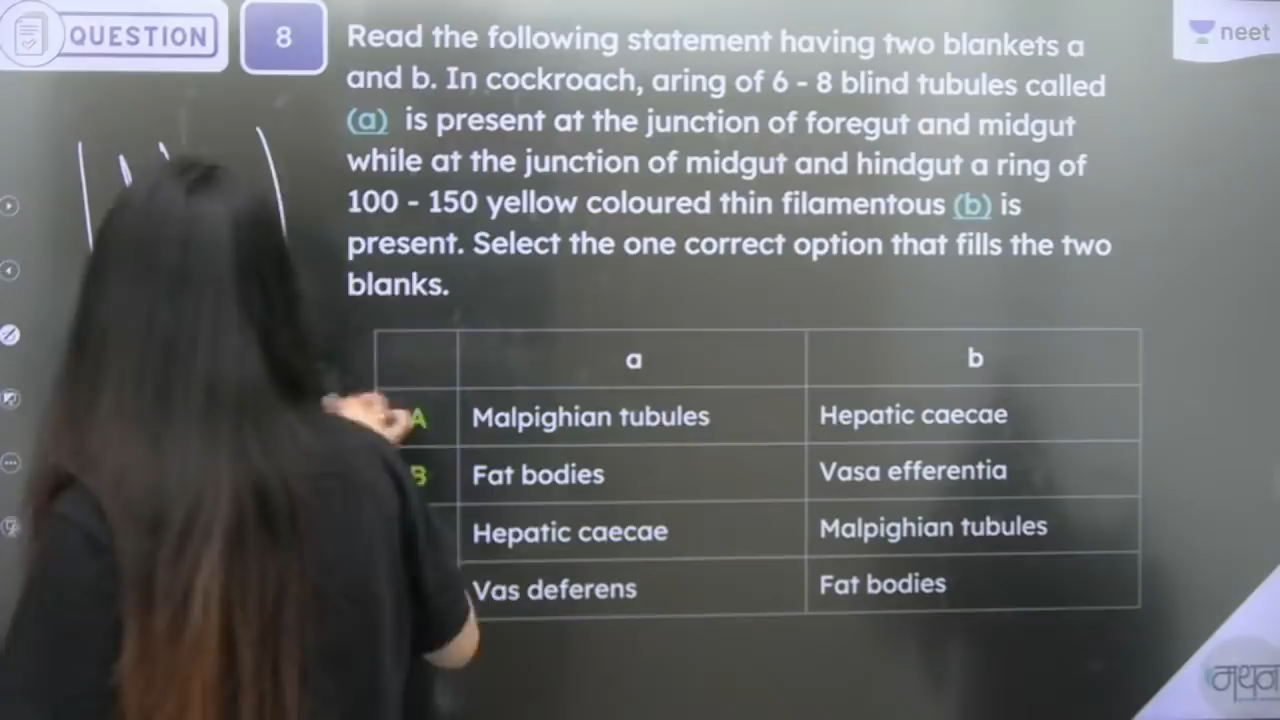 QUESTION
8
neet
Read the following statement having two blankets a
and b. In cockroach, aring of 6 - 8 blind tubules called
(a) is present at the junction of foregut and midgut
while at the junction of midgut and hindgut a ring of
100 - 150 yellow coloured thin filamentous (b) is
present. Select the one correct option that fills the two
blanks.
a b
A Malpighian tubules Hepatic caecae
B Fat bodies Vasa efferentia
Hepatic caecae Malpighian tubules
Vas deferens Fat bodies
मंथन